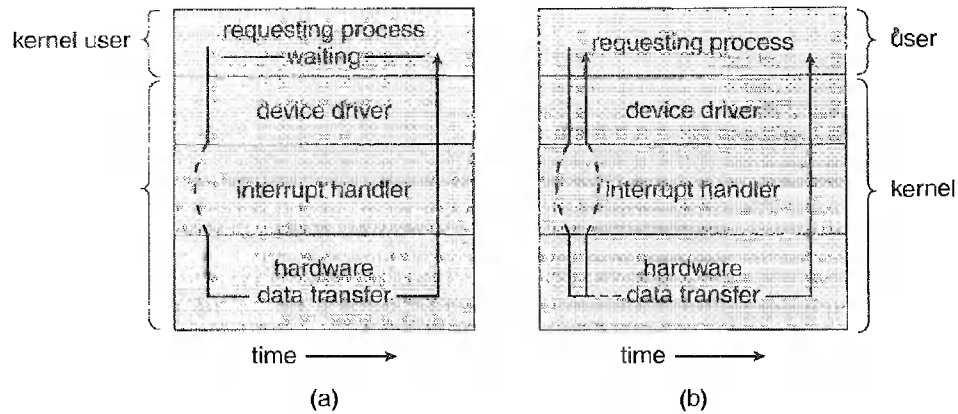 kernel user
requesting process
waiting
device driver
interrupt handler
hardware
data transfer
time
(a)
requesting process
device driver
interrupt handler
hardware
data transfer
user
kernel
time
(b)